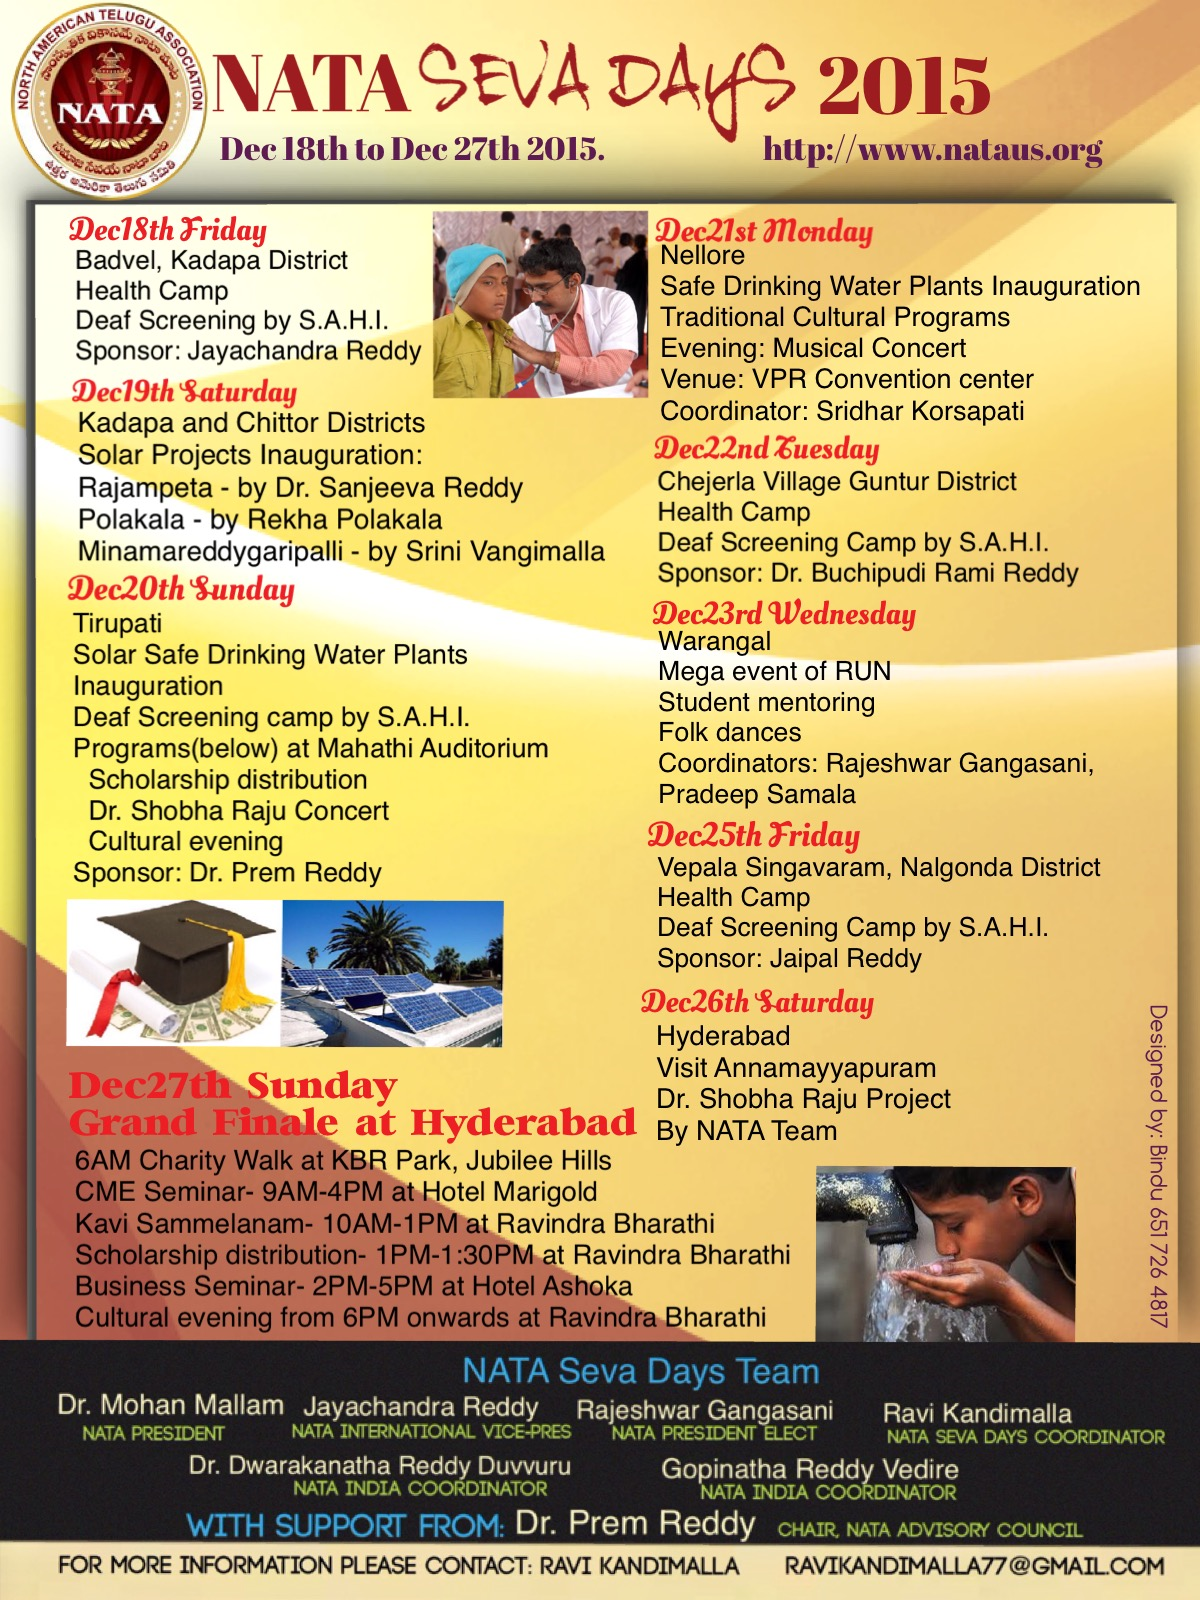 NORTH AMERICAN TELUGU ASSOCIATION
NATA
ఉత్తర అమెరికా తెలుగు సమితి
NATA SEVA DAYS 2015
Dec 18th to Dec 27th 2015.
http://www.nataus.org
Dec18th Friday
Badvel, Kadapa District
Health Camp
Deaf Screening by S.A.H.I.
Sponsor: Jayachandra Reddy
Dec19th Saturday
Kadapa and Chittor Districts
Solar Projects Inauguration:
Rajampeta - by Dr. Sanjeeva Reddy
Polakala - by Rekha Polakala
Minamareddygaripalli - by Srini Vangimalla
Dec20th Sunday
Tirupati
Solar Safe Drinking Water Plants
Inauguration
Deaf Screening camp by S.A.H.I.
Programs(below) at Mahathi Auditorium
Scholarship distribution
Dr. Shobha Raju Concert
Cultural evening
Sponsor: Dr. Prem Reddy
Dec21st Monday
Nellore
Safe Drinking Water Plants Inauguration
Traditional Cultural Programs
Evening: Musical Concert
Venue: VPR Convention center
Coordinator: Sridhar Korsapati
Dec22nd Tuesday
Chejerla Village Guntur District
Health Camp
Deaf Screening Camp by S.A.H.I.
Sponsor: Dr. Buchipudi Rami Reddy
Dec23rd Wednesday
Warangal
Mega event of RUN
Student mentoring
Folk dances
Coordinators: Rajeshwar Gangasani,
Pradeep Samala
Dec25th Friday
Vepala Singavaram, Nalgonda District
Health Camp
Deaf Screening Camp by S.A.H.I.
Sponsor: Jaipal Reddy
Dec26th Saturday
Hyderabad
Visit Annamayyapuram
Dr. Shobha Raju Project
By NATA Team
Dec27th Sunday
Grand Finale at Hyderabad
6AM Charity Walk at KBR Park, Jubilee Hills
CME Seminar- 9AM-4PM at Hotel Marigold
Kavi Sammelanam- 10AM-1PM at Ravindra Bharathi
Scholarship distribution- 1PM-1:30PM at Ravindra Bharathi
Business Seminar- 2PM-5PM at Hotel Ashoka
Cultural evening from 6PM onwards at Ravindra Bharathi
Designed by: Bindu 651 726 4817
NATA Seva Days Team
Dr. Mohan Mallam
NATA PRESIDENT
Jayachandra Reddy
NATA INTERNATIONAL VICE-PRES
Rajeshwar Gangasani
NATA PRESIDENT ELECT
Ravi Kandimalla
NATA SEVA DAYS COORDINATOR
Dr. Dwarakanatha Reddy Duvvuru
NATA INDIA COORDINATOR
Gopinatha Reddy Vedire
NATA INDIA COORDINATOR
WITH SUPPORT FROM: Dr. Prem Reddy CHAIR, NATA ADVISORY COUNCIL
FOR MORE INFORMATION PLEASE CONTACT: RAVI KANDIMALLA RAVIKANDIMALLA77@GMAIL.COM